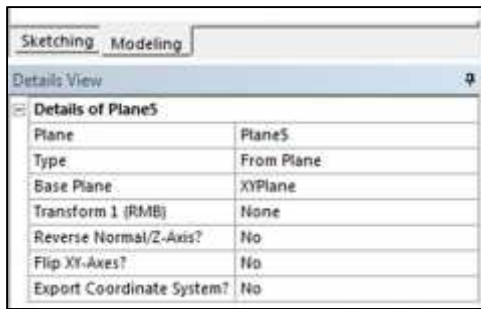 Sketching Modeling
Details View
Details of Plane5
Plane Plane5
Type From Plane
Base Plane XYPlane
Transform 1 (RMB) None
Reverse Normal/Z-Axis? No
Flip XY-Axes? No
Export Coordinate System? No